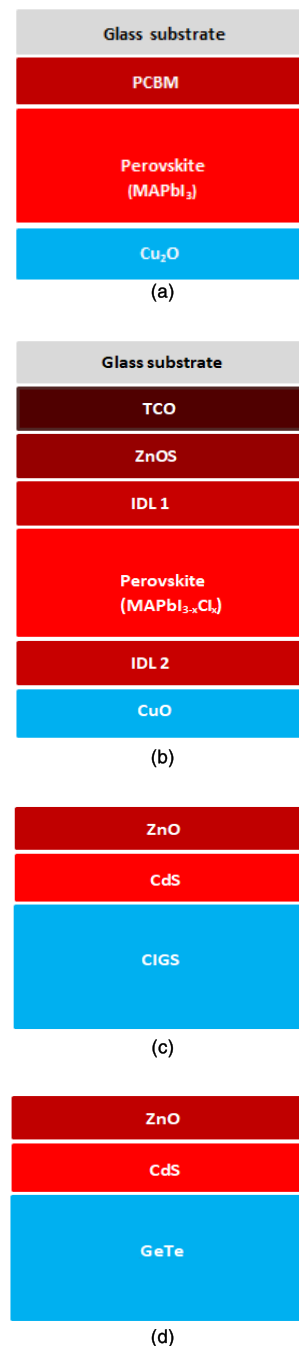 Glass substrate
PCBM
Perovskite
(MAPbI₃)
Cu₂O
(a)
Glass substrate
TCO
ZnOS
IDL 1
Perovskite
(MAPbI₃₋ₓClₓ)
IDL 2
CuO
(b)
ZnO
CdS
CIGS
(c)
ZnO
CdS
GeTe
(d)